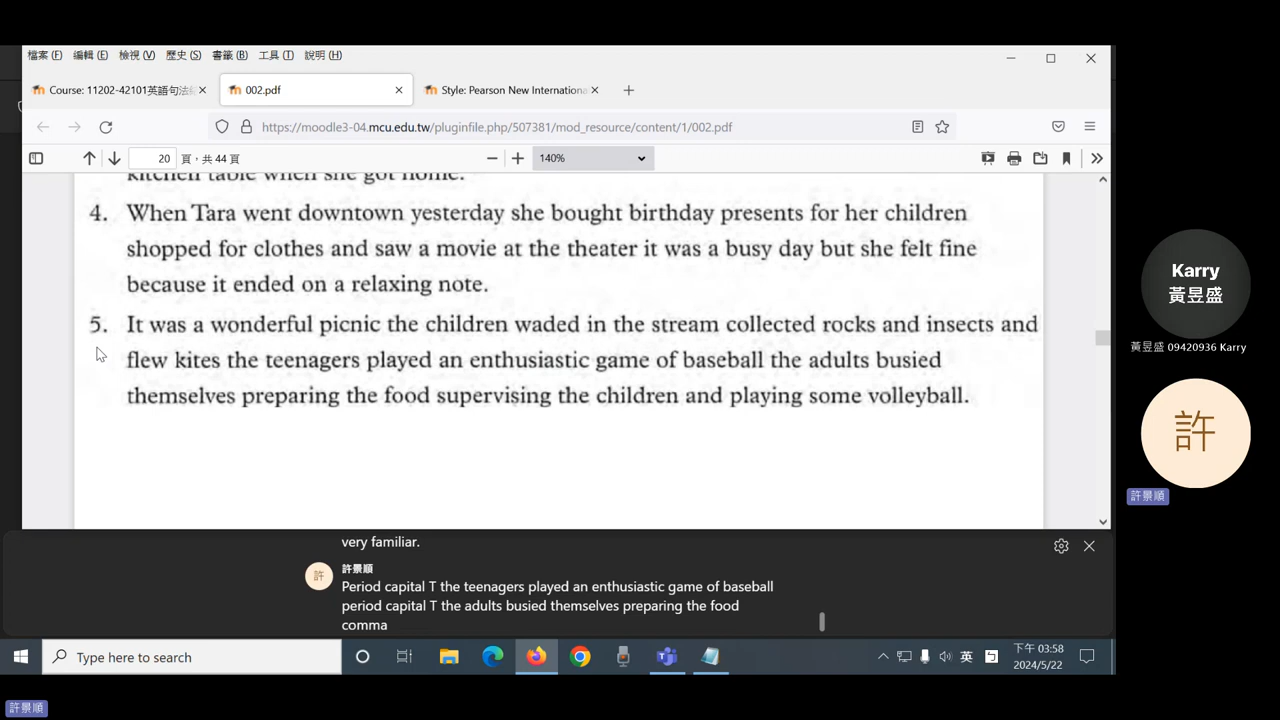 檔案 (F) 編輯 (E) 檢視 (V) 歷史 (S) 書籤 (B) 工具 (T) 說明 (H)
Course: 11202-42101英語句法 002.pdf Style: Pearson New Internationa
https://moodle3-04.mcu.edu.tw/pluginfile.php/507381/mod_resource/content/1/002.pdf
20 頁，共 44 頁 140%
kitchen table when she got home.
4. When Tara went downtown yesterday she bought birthday presents for her children
shopped for clothes and saw a movie at the theater it was a busy day but she felt fine
because it ended on a relaxing note.
5. It was a wonderful picnic the children waded in the stream collected rocks and insects and
flew kites the teenagers played an enthusiastic game of baseball the adults busied
themselves preparing the food supervising the children and playing some volleyball.
Karry
黃昱盛
黃昱盛 09420936 Karry
許
許景順
very familiar.
許 許景順
Period capital T the teenagers played an enthusiastic game of baseball
period capital T the adults busied themselves preparing the food
comma
Type here to search
英
下午 03:58
2024/5/22
許景順